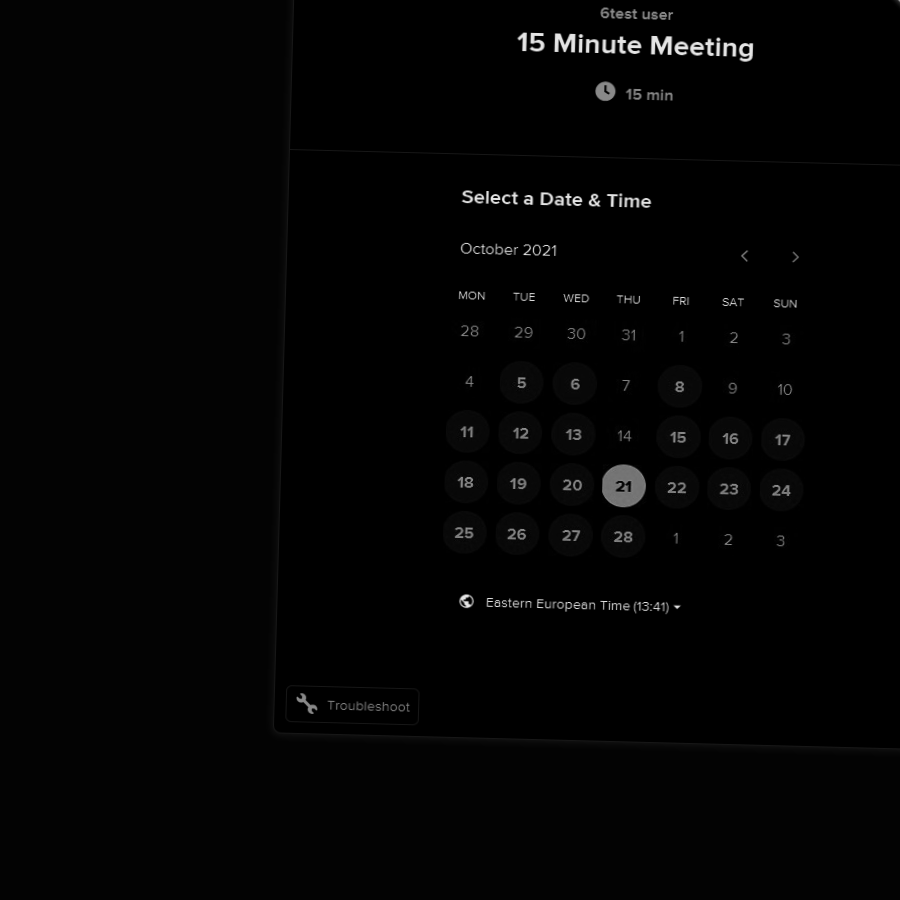 6test user
15 Minute Meeting
15 min
Select a Date & Time
October 2021
MON TUE WED THU FRI SAT SUN
28 29 30 31 1 2 3
4 5 6 7 8 9 10
11 12 13 14 15 16 17
18 19 20 21 22 23 24
25 26 27 28 1 2 3
Eastern European Time (13:41)
Troubleshoot